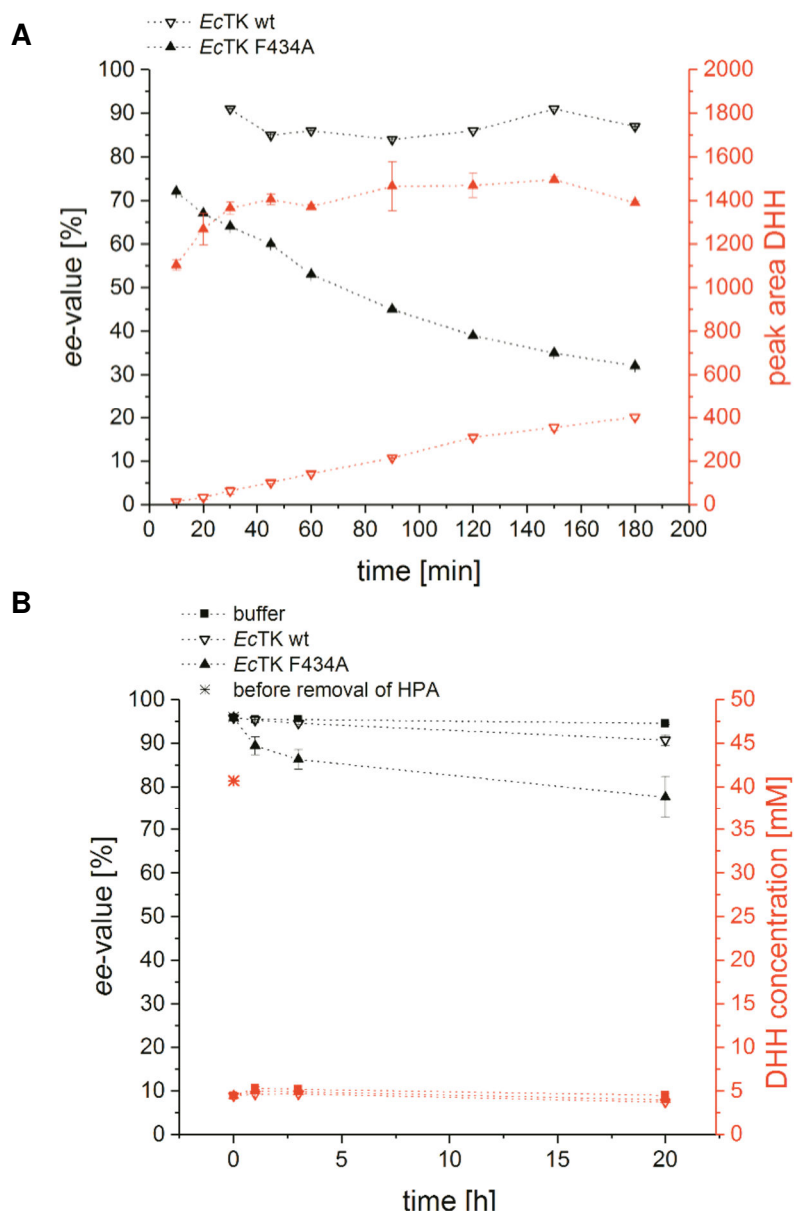 A
EcTK wt
EcTK F434A
100
90
80
70
60
50
40
30
20
10
0
ee-value [%]
2000
1800
1600
1400
1200
1000
800
600
400
200
0
peak area DHH
0 20 40 60 80 100 120 140 160 180 200
time [min]
B
buffer
EcTK wt
EcTK F434A
before removal of HPA
100
90
80
70
60
50
40
30
20
10
0
ee-value [%]
50
45
40
35
30
25
20
15
10
5
0
DHH concentration [mM]
0 5 10 15 20
time [h]